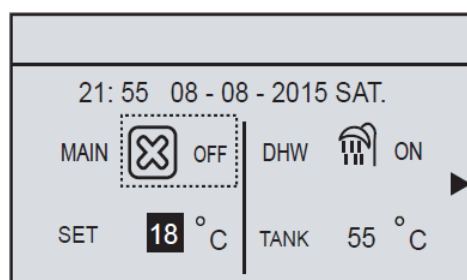 21: 55 08 - 08 - 2015 SAT.
MAIN OFF DHW ON
SET 18 °C TANK 55 °C